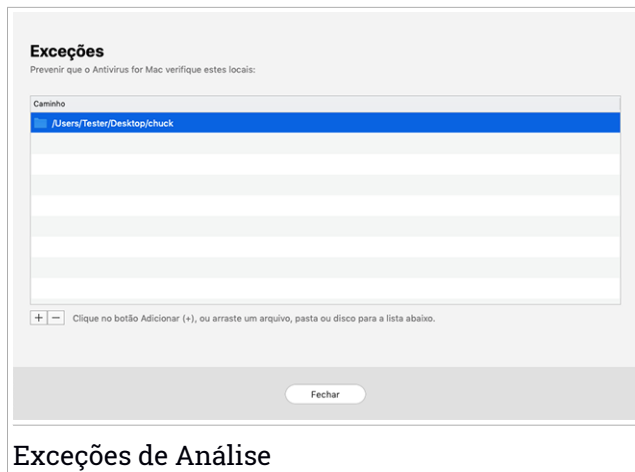 Exceções
Prevenir que o Antivirus for Mac verifique estes locais:
Caminho
/Users/Tester/Desktop/chuck
+ − Clique no botão Adicionar (+), ou arraste um arquivo, pasta ou disco para a lista abaixo.
Fechar
Exceções de Análise